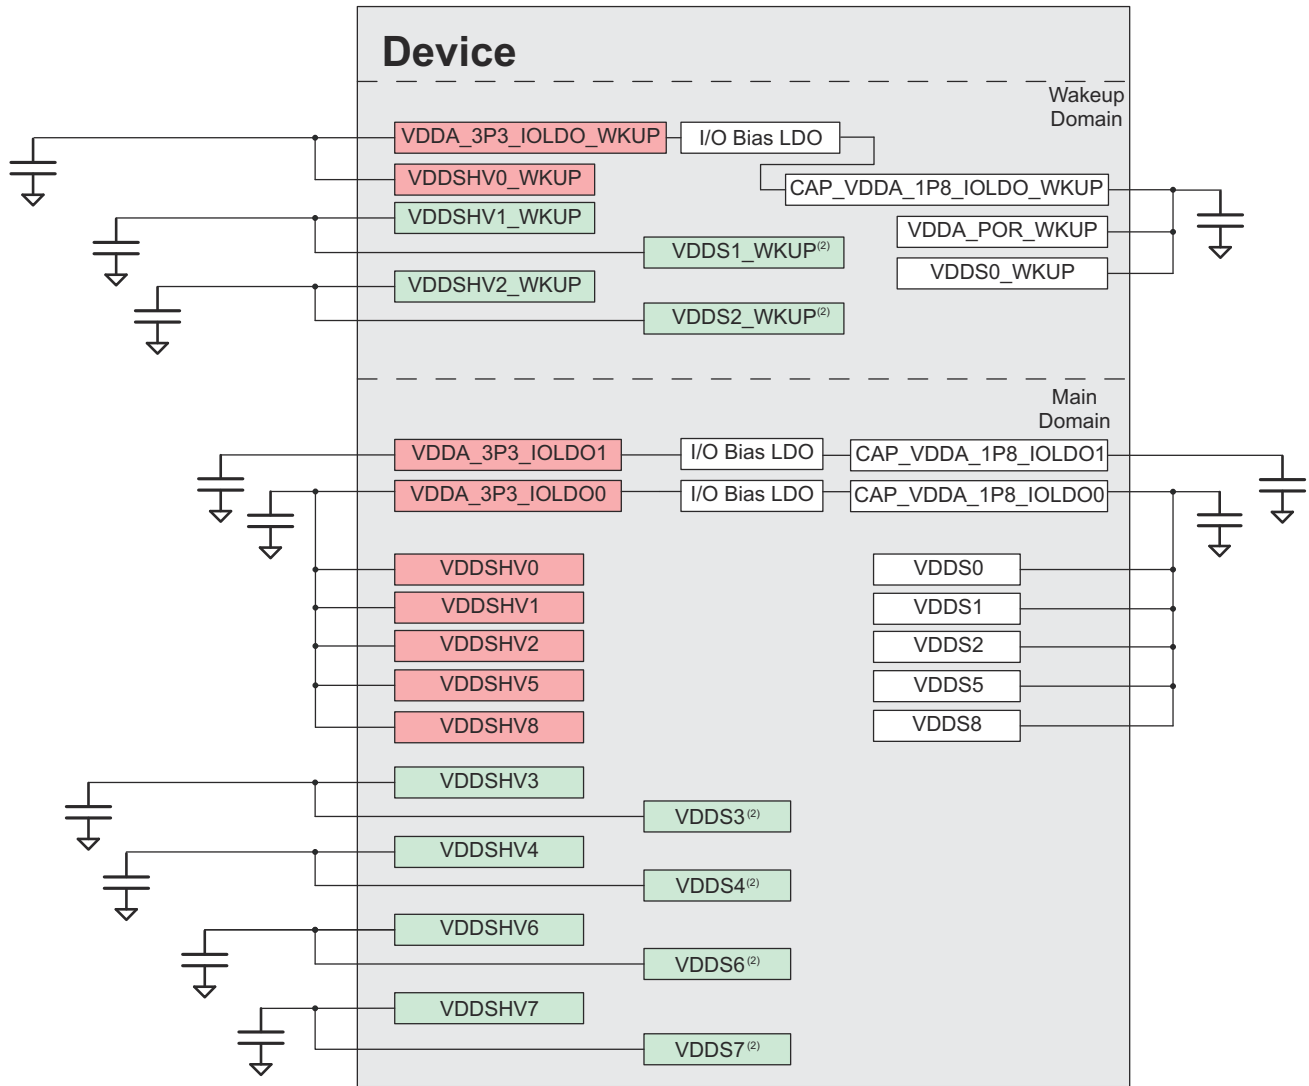 Device
Wakeup
Domain
VDDA_3P3_IOLDO_WKUP
I/O Bias LDO
VDDSHV0_WKUP
CAP_VDDA_1P8_IOLDO_WKUP
VDDSHV1_WKUP
VDDA_POR_WKUP
VDDS1_WKUP(2)
VDDS0_WKUP
VDDSHV2_WKUP
VDDS2_WKUP(2)
Main
Domain
VDDA_3P3_IOLDO1
I/O Bias LDO
CAP_VDDA_1P8_IOLDO1
VDDA_3P3_IOLDO0
I/O Bias LDO
CAP_VDDA_1P8_IOLDO0
VDDSHV0
VDDS0
VDDSHV1
VDDS1
VDDSHV2
VDDS2
VDDSHV5
VDDS5
VDDSHV8
VDDS8
VDDSHV3
VDDS3(2)
VDDSHV4
VDDS4(2)
VDDSHV6
VDDS6(2)
VDDSHV7
VDDS7(2)